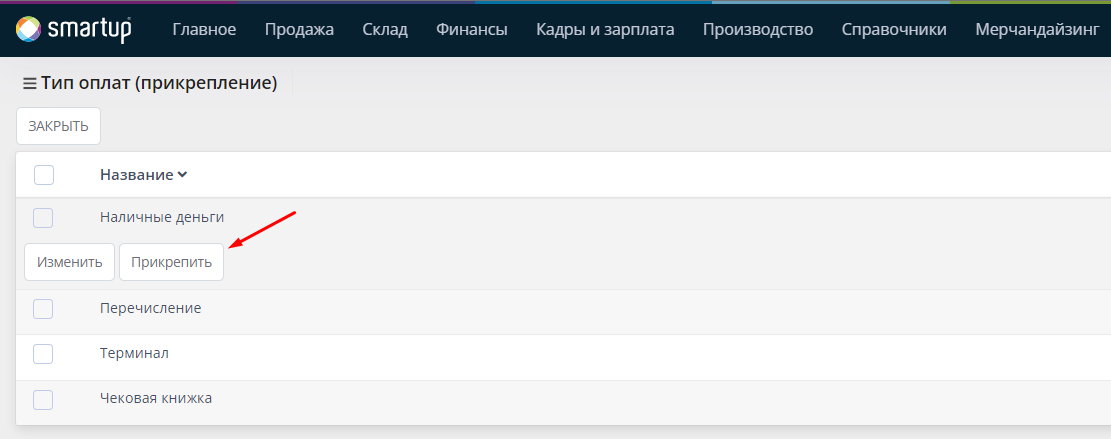 smartup Главное Продажа Склад Финансы Кадры и зарплата Производство Справочники Мерчандайзинг
Тип оплат (прикрепление)
ЗАКРЫТЬ
Название
Наличные деньги
Изменить Прикрепить
Перечисление
Терминал
Чековая книжка